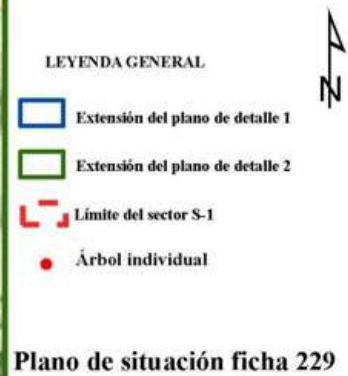 N
LEYENDA GENERAL
Extensión del plano de detalle 1
Extensión del plano de detalle 2
Límite del sector S-1
Árbol individual
Plano de situación ficha 229